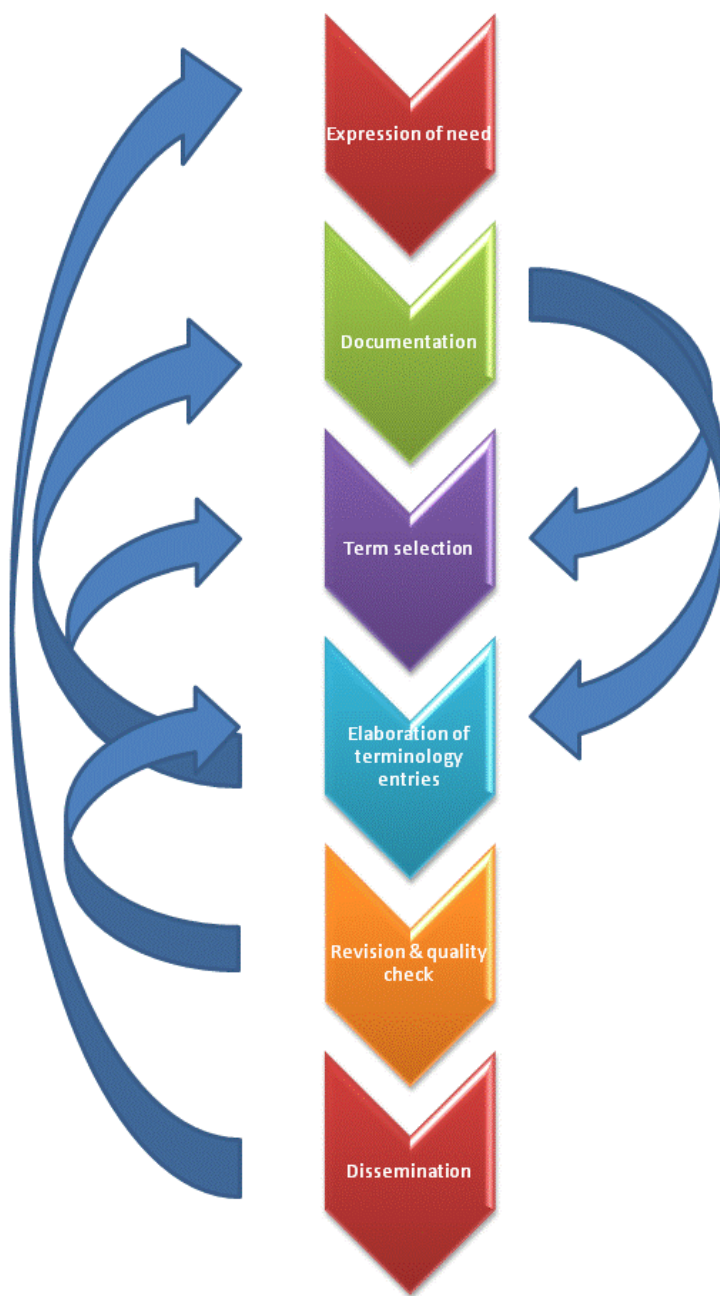 Expression of need
Documentation
Term selection
Elaboration of
terminology
entries
Revision & quality
check
Dissemination